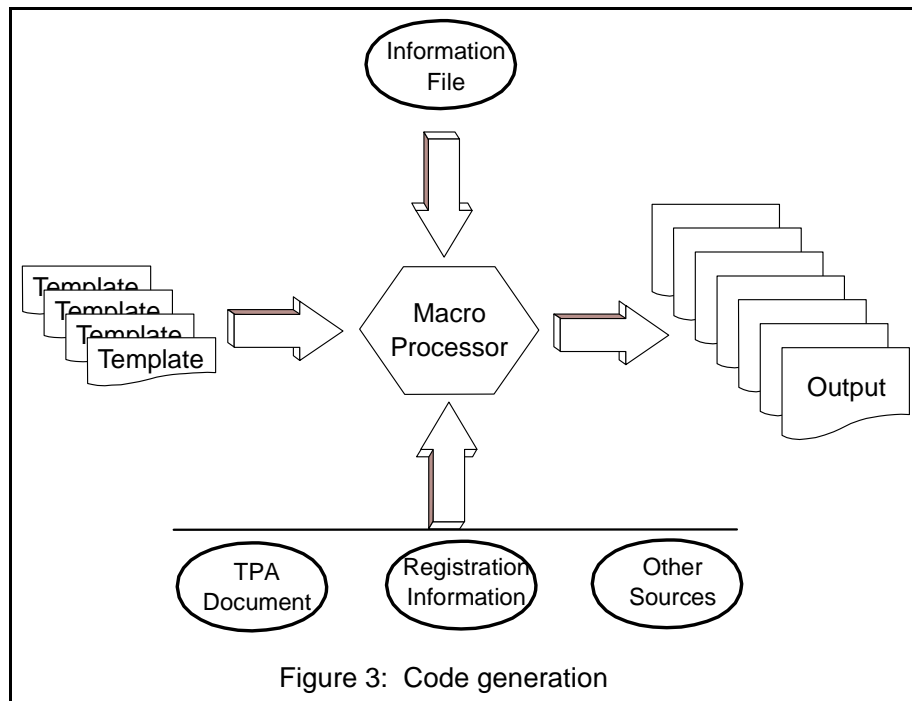 Information
File
Template
Template
Template
Template
Macro
Processor
Output
TPA
Document
Registration
Information
Other
Sources
Figure 3:  Code generation